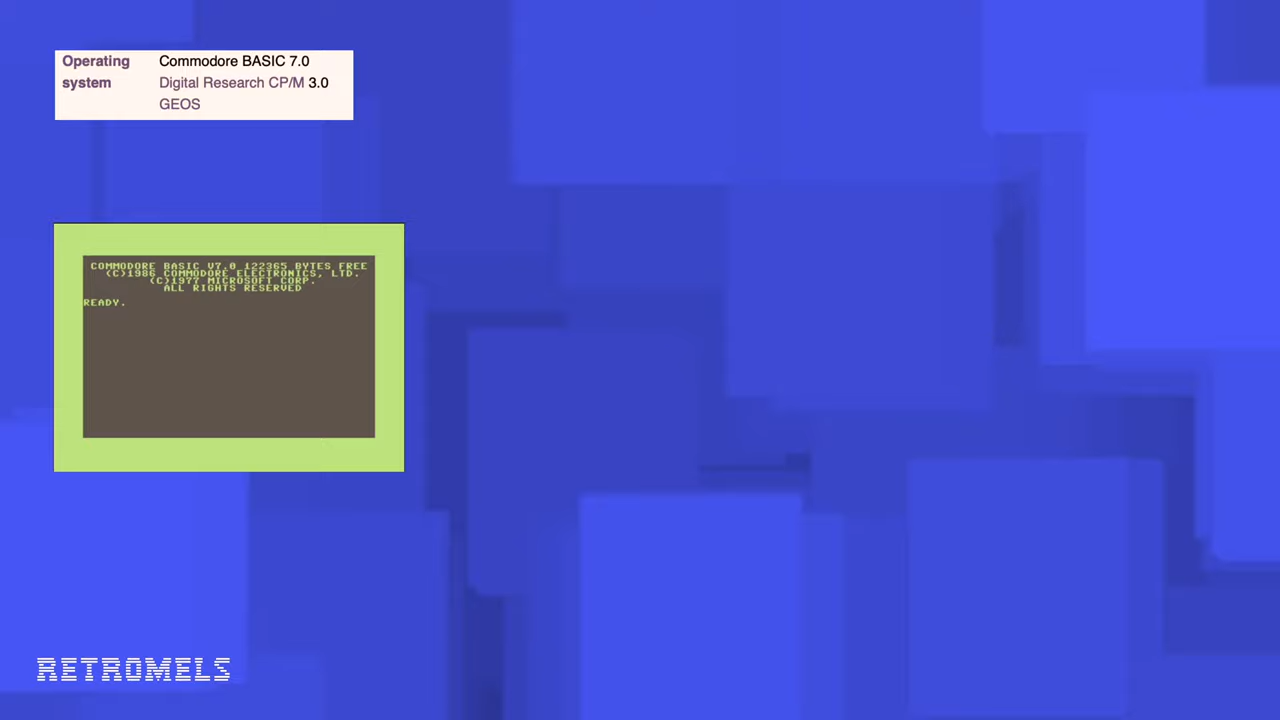 Operating system
Commodore BASIC 7.0
Digital Research CP/M 3.0
GEOS
COMMODORE BASIC V7.0 122365 BYTES FREE
(C)1986 COMMODORE ELECTRONICS, LTD.
(C)1977 MICROSOFT CORP.
ALL RIGHTS RESERVED
READY.
RETROMELS